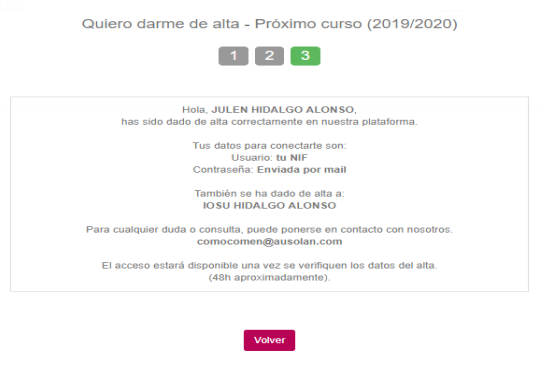 Quiero darme de alta - Próximo curso (2019/2020)
1 2 3
Hola, JULEN HIDALGO ALONSO,
has sido dado de alta correctamente en nuestra plataforma.
Tus datos para conectarte son:
Usuario: tu NIF
Contraseña: Enviada por mail
También se ha dado de alta a:
IOSU HIDALGO ALONSO
Para cualquier duda o consulta, puede ponerse en contacto con nosotros.
comocomen@ausolan.com
El acceso estará disponible una vez se verifiquen los datos del alta.
(48h aproximadamente).
Volver